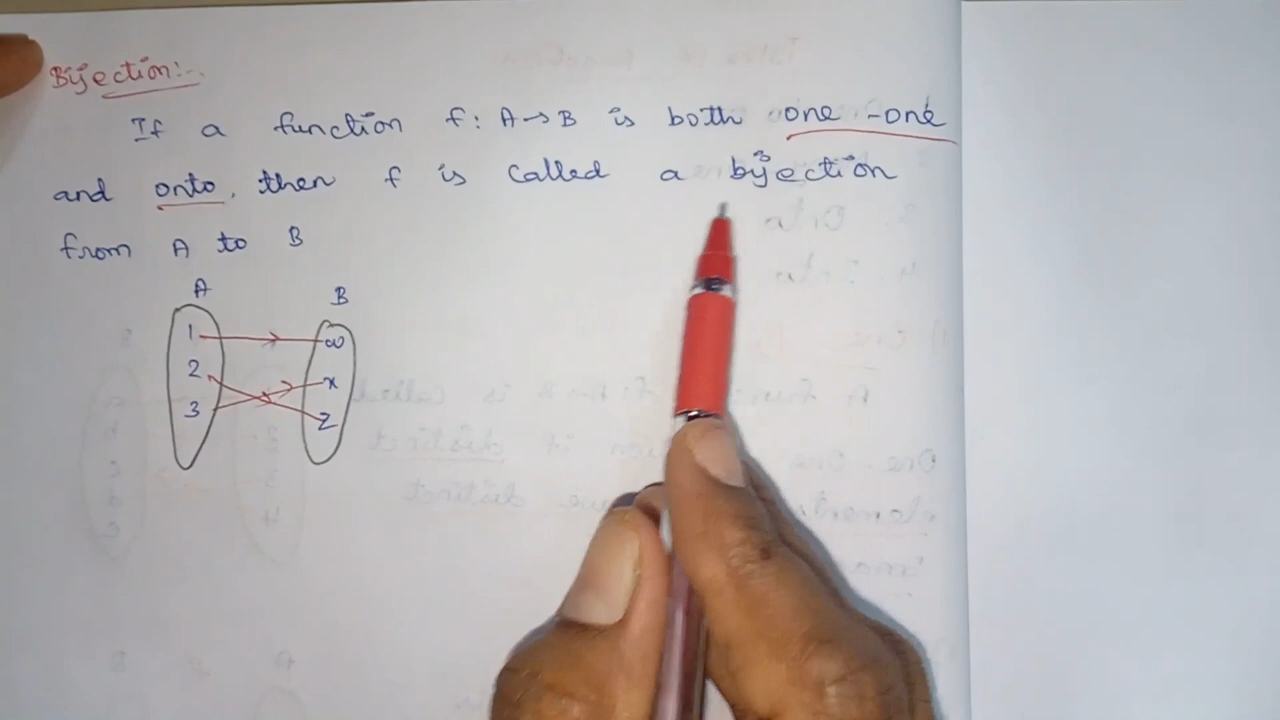 Bijection:-
If a function f: A→B is both one-one
and onto, then f is called a bijection
from A to B
A B
1 ω
2 x
3 z